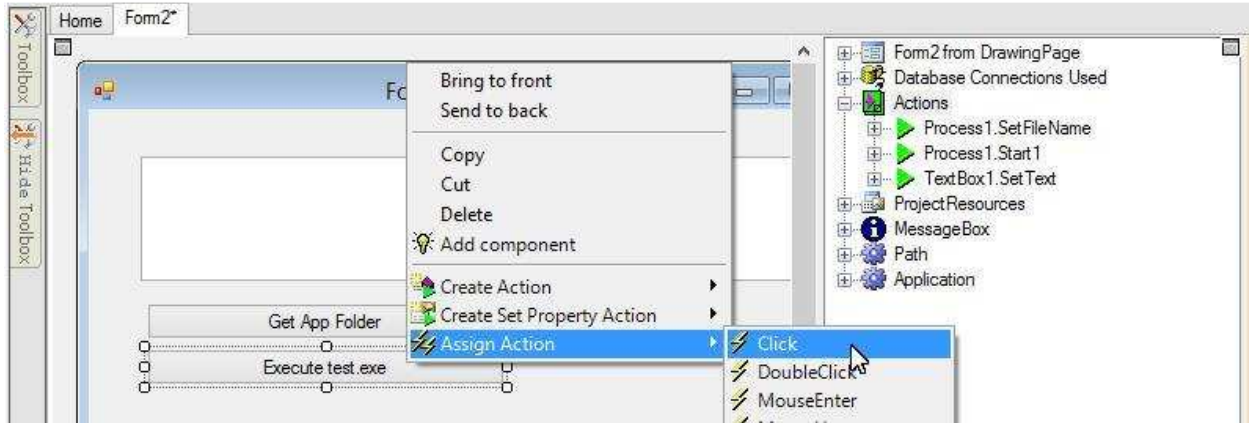 Home Form2*
Toolbox
Hide Toolbox
Bring to front
Send to back
Copy
Cut
Delete
Add component
Create Action
Create Set Property Action
Assign Action
Get App Folder
Execute test.exe
Click
DoubleClick
MouseEnter
Form2 from DrawingPage
Database Connections Used
Actions
Process1.SetFileName
Process1.Start1
TextBox1.SetText
ProjectResources
MessageBox
Path
Application